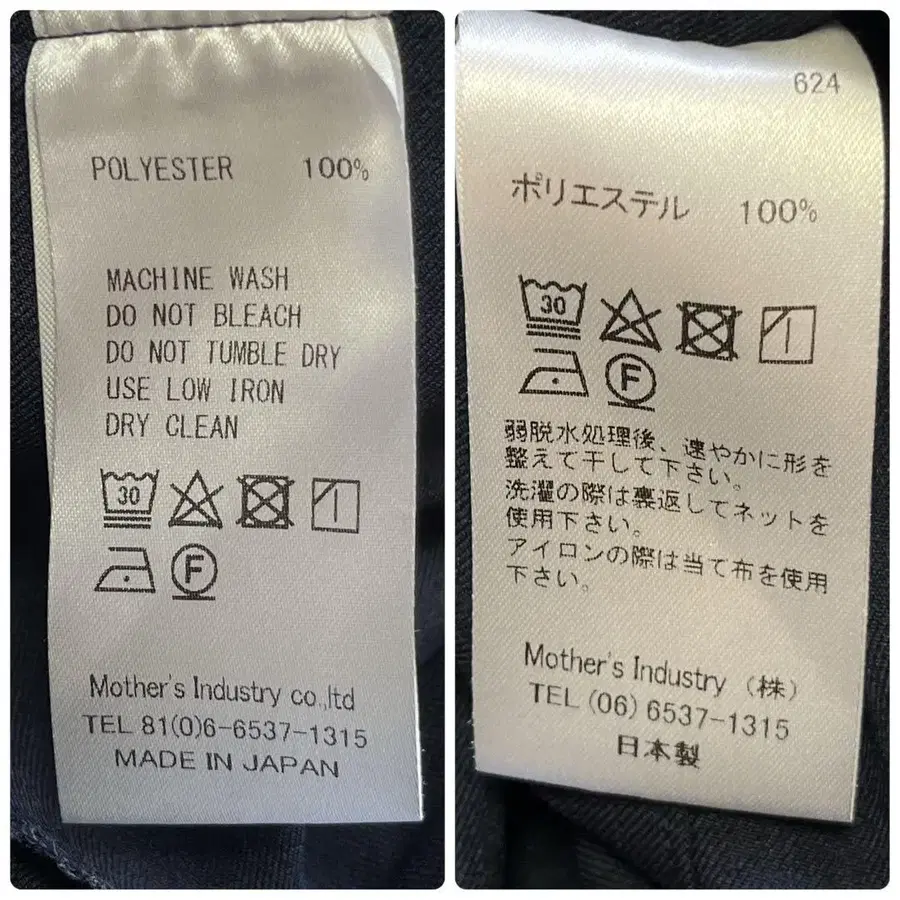 POLYESTER 100%
MACHINE WASH
DO NOT BLEACH
DO NOT TUMBLE DRY
USE LOW IRON
DRY CLEAN
30
F
Mother's Industry co.,ltd
TEL 81(0)6-6537-1315
MADE IN JAPAN
624
ポリエステル 100%
30
F
弱脱水処理後、速やかに形を
整えて干して下さい。
洗濯の際は裏返してネットを
使用下さい。
アイロンの際は当て布を使用
下さい。
Mother's Industry (株)
TEL (06) 6537-1315
日本製